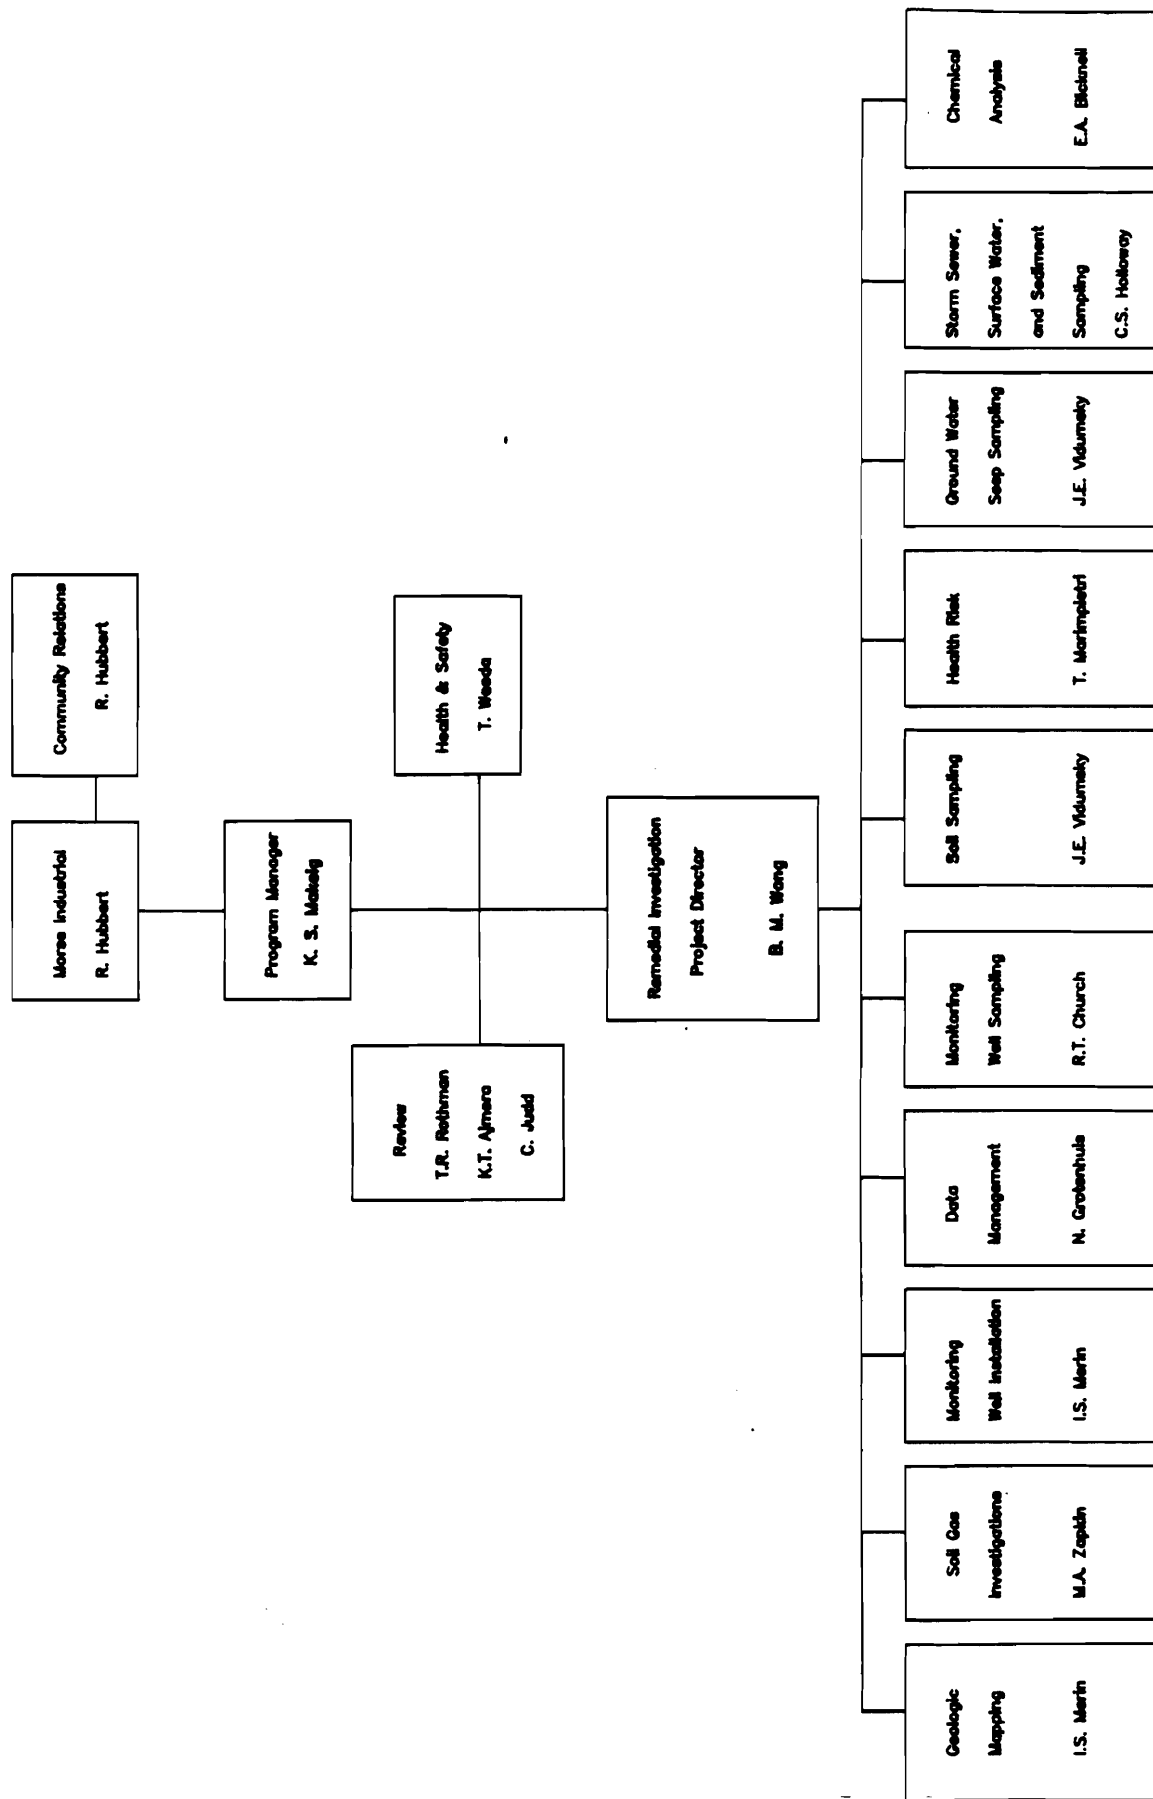 Morse Industrial
R. Hubbert
Community Relations
R. Hubbert
Program Manager
K. S. Makeig
Review
T.R. Rothman
K.T. Ajmera
C. Judd
Health & Safety
T. Weeda
Remedial Investigation
Project Director
B. M. Wang
Geologic
Mapping
I.S. Merin
Soil Gas
Investigations
M.A. Zapkin
Monitoring
Well Installation
I.S. Merin
Data
Management
N. Grotenhuis
Monitoring
Well Sampling
R.T. Church
Soil Sampling
J.E. Vidumsky
Health Risk
T. Marimpietri
Ground Water
Seep Sampling
J.E. Vidumsky
Storm Sewer,
Surface Water,
and Sediment
Sampling
C.S. Holloway
Chemical
Analysis
E.A. Bicknell